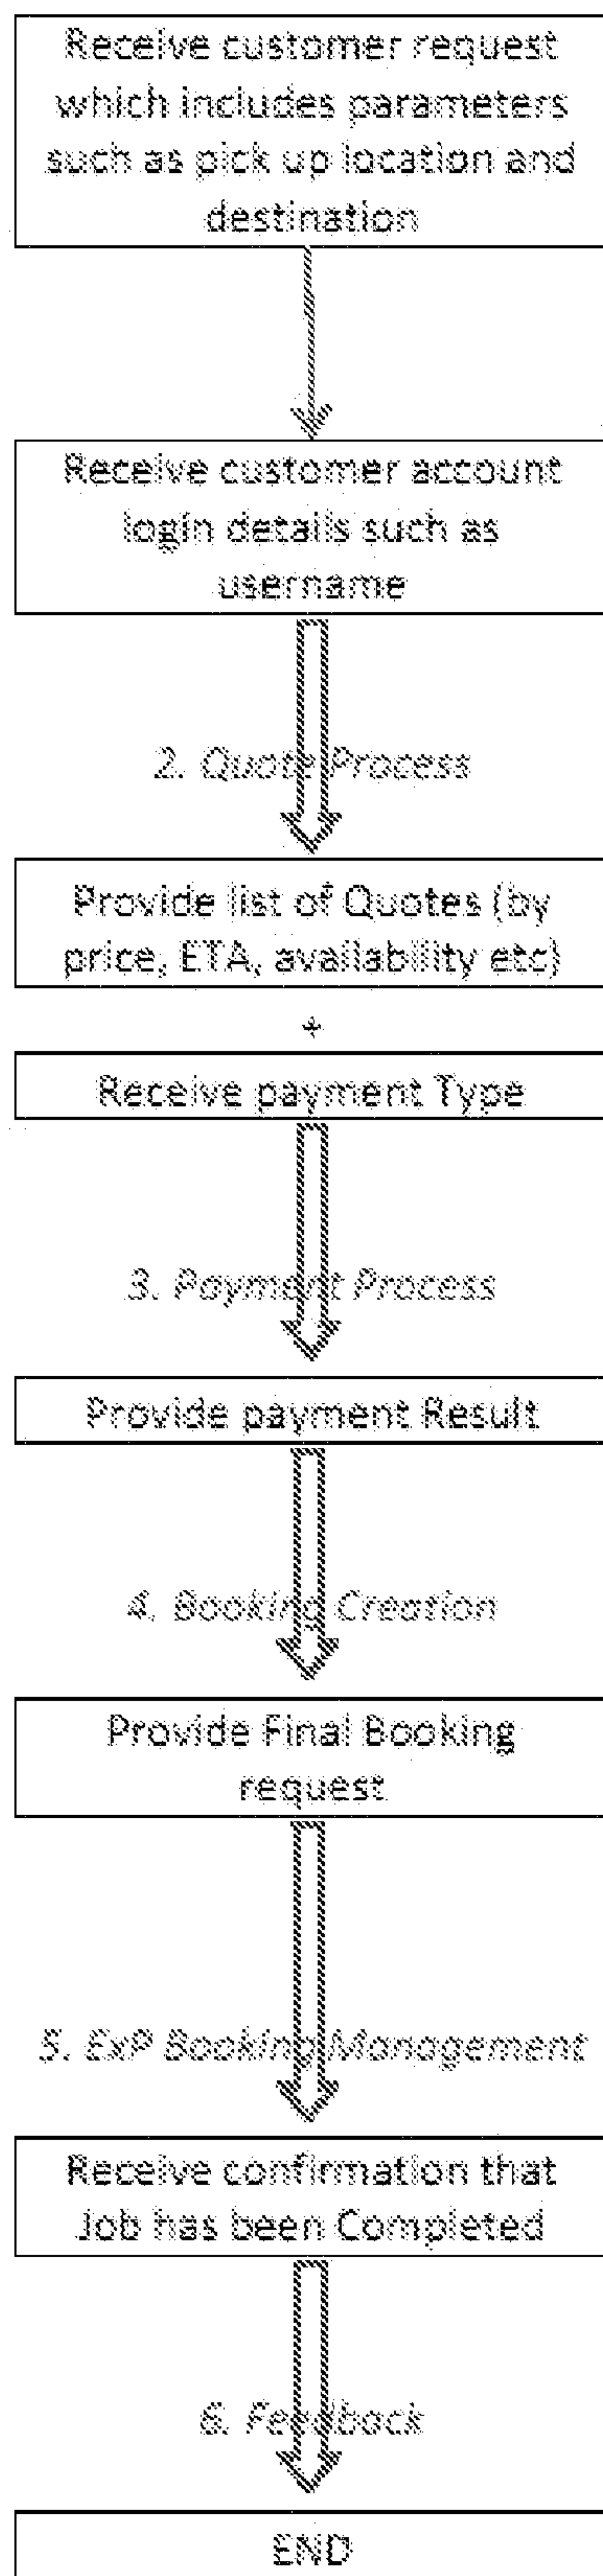 Receive customer request
which includes parameters
such as pick up location and
destination
Receive customer account
login details such as
username
2. Quote Process
Provide list of Quotes (by
price, ETA, availability etc)
+
Receive payment Type
3. Payment Process
Provide payment Result
4. Booking Creation
Provide Final Booking
request
5. ExP Booking Management
Receive confirmation that
Job has been Completed
6. Feedback
END